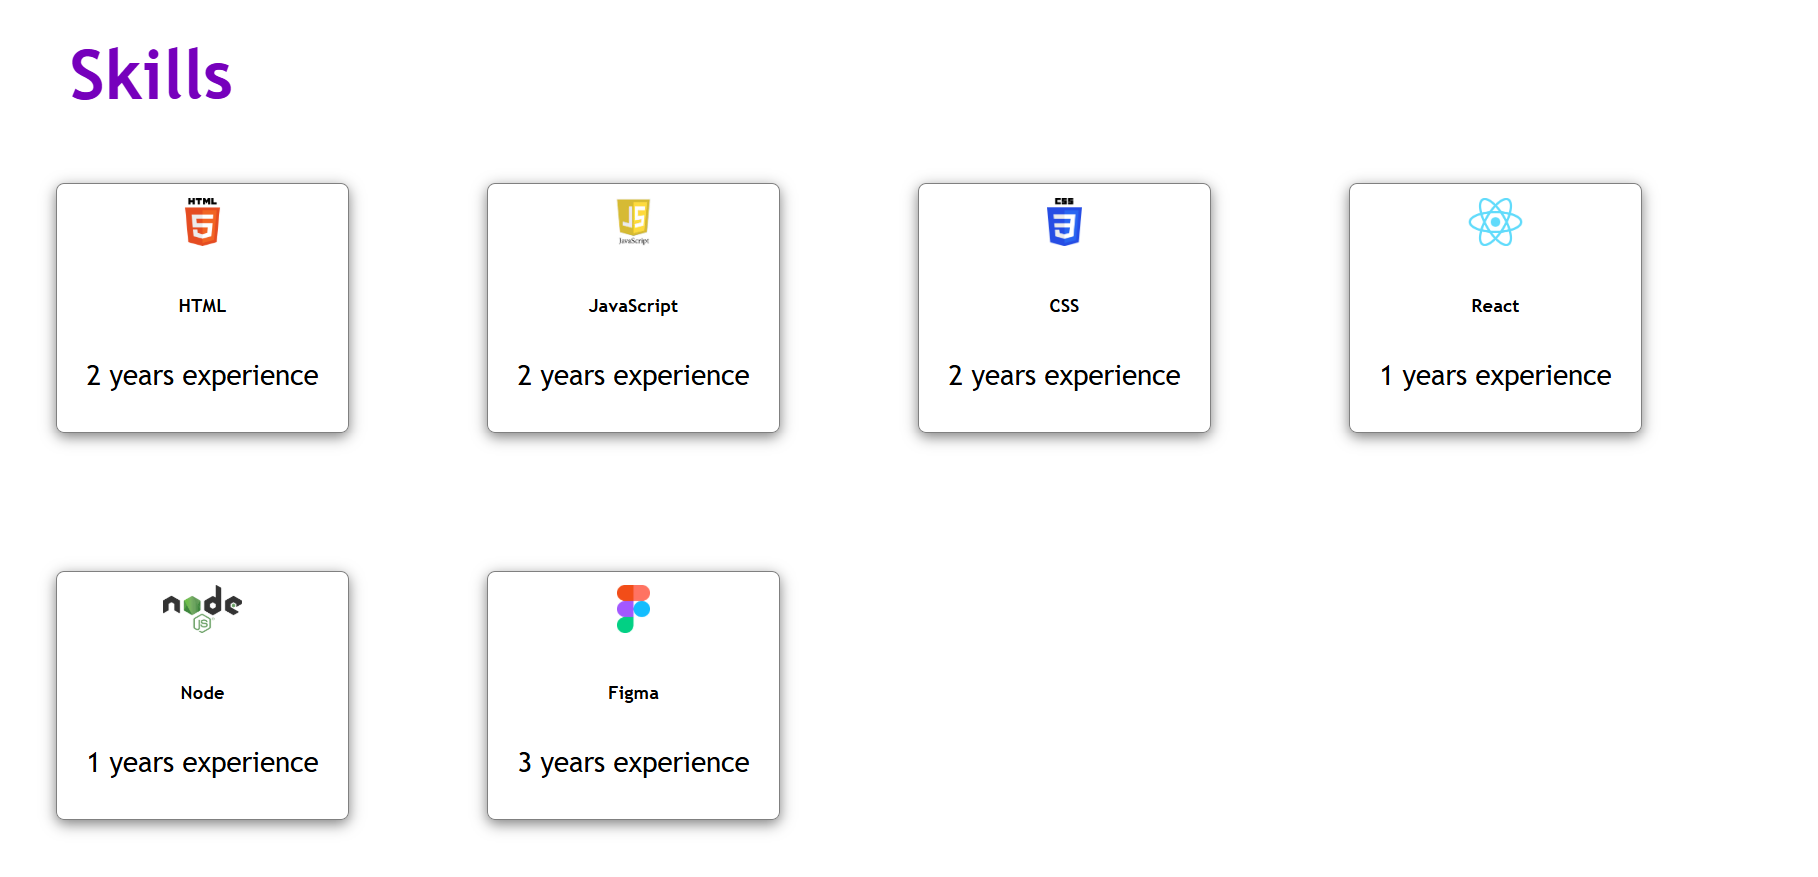 Skills
HTML
5
HTML
2 years experience
JS
JavaScript
JavaScript
2 years experience
CSS
3
CSS
2 years experience
React
1 years experience
node
JS
Node
1 years experience
Figma
3 years experience